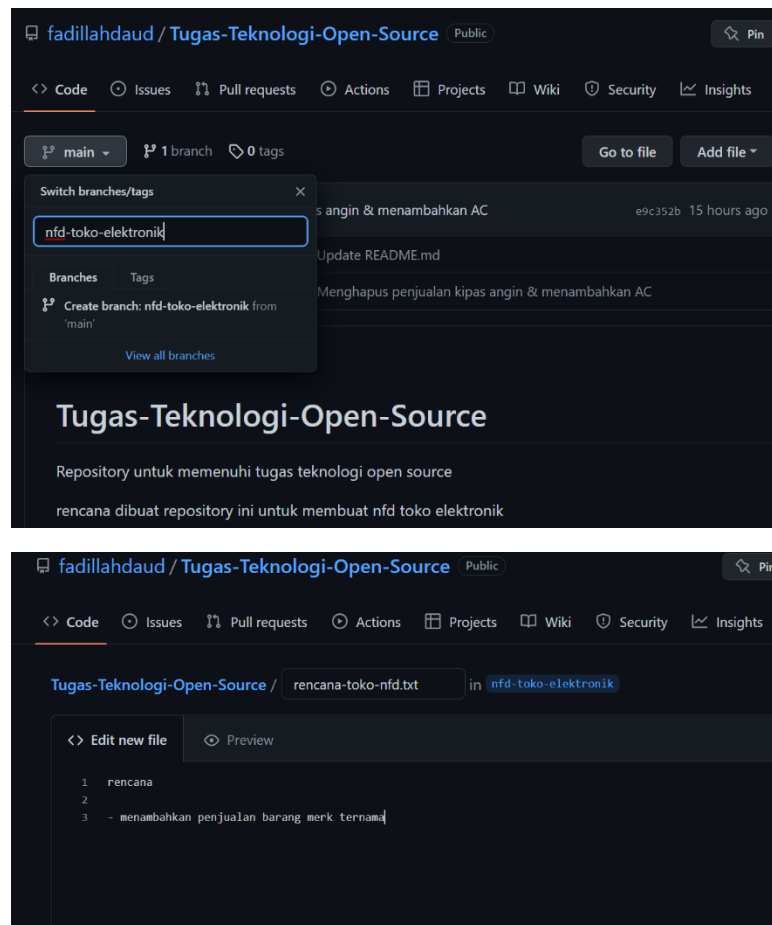 fadillahdaud / Tugas-Teknologi-Open-Source Public Pin
Code Issues Pull requests Actions Projects Wiki Security Insights
main 1 branch 0 tags Go to file Add file
Switch branches/tags
s angin & menambahkan AC e9c352b 15 hours ago
nfd-toko-elektronik
Update README.md
Branches Tags
Menghapus penjualan kipas angin & menambahkan AC
Create branch: nfd-toko-elektronik from
'main'
View all branches
Tugas-Teknologi-Open-Source
Repository untuk memenuhi tugas teknologi open source
rencana dibuat repository ini untuk membuat nfd toko elektronik
fadillahdaud / Tugas-Teknologi-Open-Source Public Pin
<> Code Issues Pull requests Actions Projects Wiki Security Insights
Tugas-Teknologi-Open-Source / rencana-toko-nfd.txt in nfd-toko-elektronik
<> Edit new file Preview
1 rencana
2
3 - menambahkan penjualan barang merk ternama